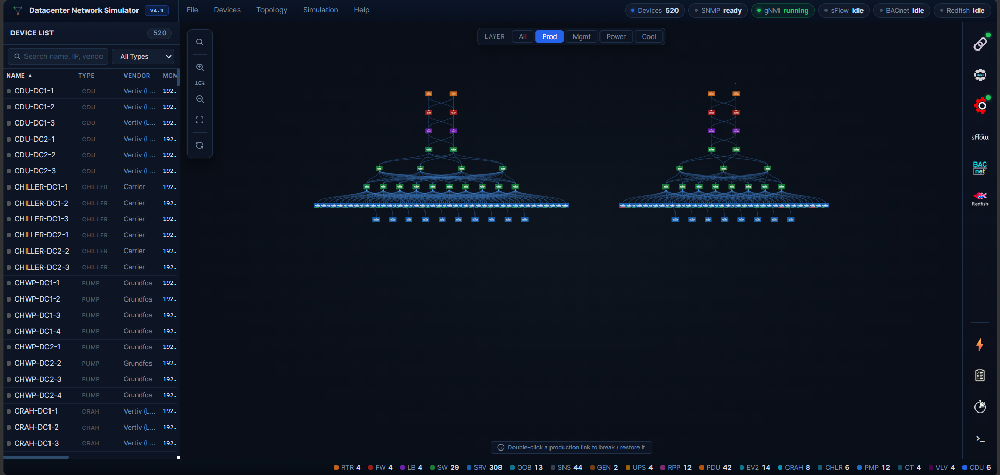 Datacenter Network Simulator v4.1 File Devices Topology Simulation Help Devices 520 SNMP ready gNMI running sFlow idle BACnet idle Redfish idle
DEVICE LIST 520
Search name, IP, vendo All Types
NAME TYPE VENDOR MGM
CDU-DC1-1 CDU Vertiv (L... 192.
CDU-DC1-2 CDU Vertiv (L... 192.
CDU-DC1-3 CDU Vertiv (L... 192.
CDU-DC2-1 CDU Vertiv (L... 192.
CDU-DC2-2 CDU Vertiv (L... 192.
CDU-DC2-3 CDU Vertiv (L... 192.
CHILLER-DC1-1 CHILLER Carrier 192.
CHILLER-DC1-2 CHILLER Carrier 192.
CHILLER-DC1-3 CHILLER Carrier 192.
CHILLER-DC2-1 CHILLER Carrier 192.
CHILLER-DC2-2 CHILLER Carrier 192.
CHILLER-DC2-3 CHILLER Carrier 192.
CHWP-DC1-1 PUMP Grundfos 192.
CHWP-DC1-2 PUMP Grundfos 192.
CHWP-DC1-3 PUMP Grundfos 192.
CHWP-DC1-4 PUMP Grundfos 192.
CHWP-DC2-1 PUMP Grundfos 192.
CHWP-DC2-2 PUMP Grundfos 192.
CHWP-DC2-3 PUMP Grundfos 192.
CHWP-DC2-4 PUMP Grundfos 192.
CRAH-DC1-1 CRAH Vertiv (L... 192.
CRAH-DC1-2 CRAH Vertiv (L... 192.
CRAH-DC1-3 CRAH Vertiv (L... 192.
16%
LAYER All Prod Mgmt Power Cool
SNMP
sFlow
BAC
net
Redfish
>_
Double-click a production link to break / restore it
RTR 4 FW 4 LB 4 SW 29 SRV 308 OOB 13 SNS 44 GEN 2 UPS 4 RPP 12 PDU 42 EV2 14 CRAH 8 CHLR 6 PMP 12 CT 4 VLV 4 CDU 6